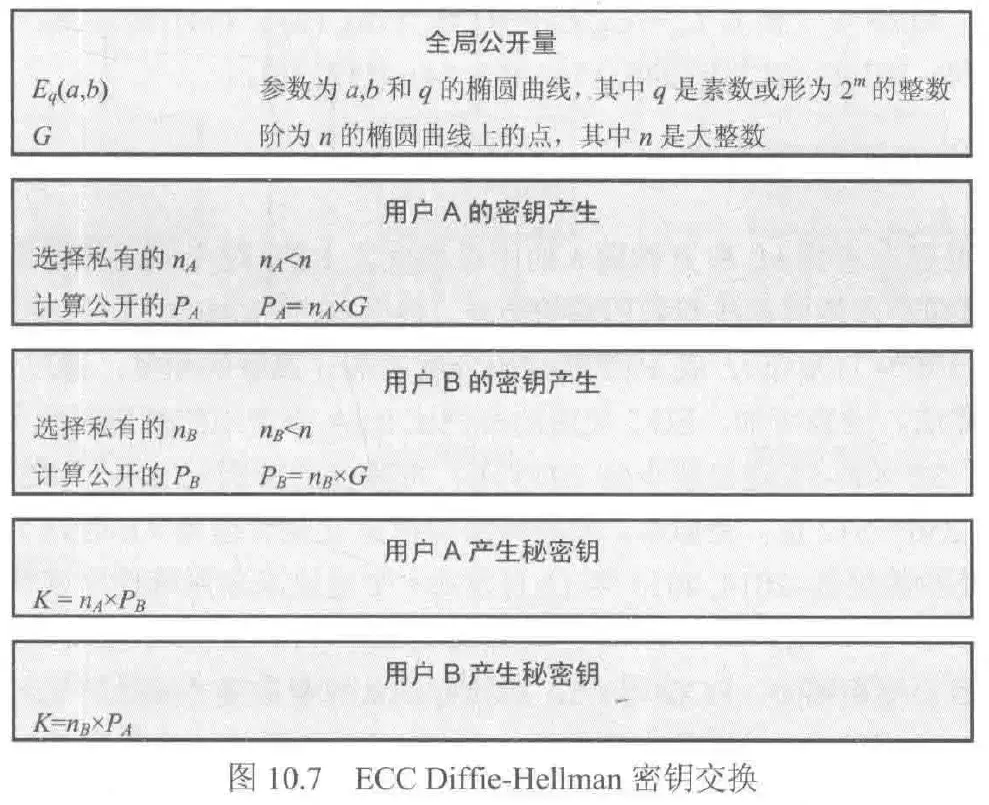 全局公开量
E_q(a,b) 参数为 a,b 和 q 的椭圆曲线，其中 q 是素数或形为 2^m 的整数
G 阶为 n 的椭圆曲线上的点，其中 n 是大整数
用户 A 的密钥产生
选择私有的 n_A n_A<n
计算公开的 P_A P_A= n_A×G
用户 B 的密钥产生
选择私有的 n_B n_B<n
计算公开的 P_B P_B= n_B×G
用户 A 产生秘密钥
K = n_A×P_B
用户 B 产生秘密钥
K=n_B×P_A
图 10.7 ECC Diffie-Hellman 密钥交换